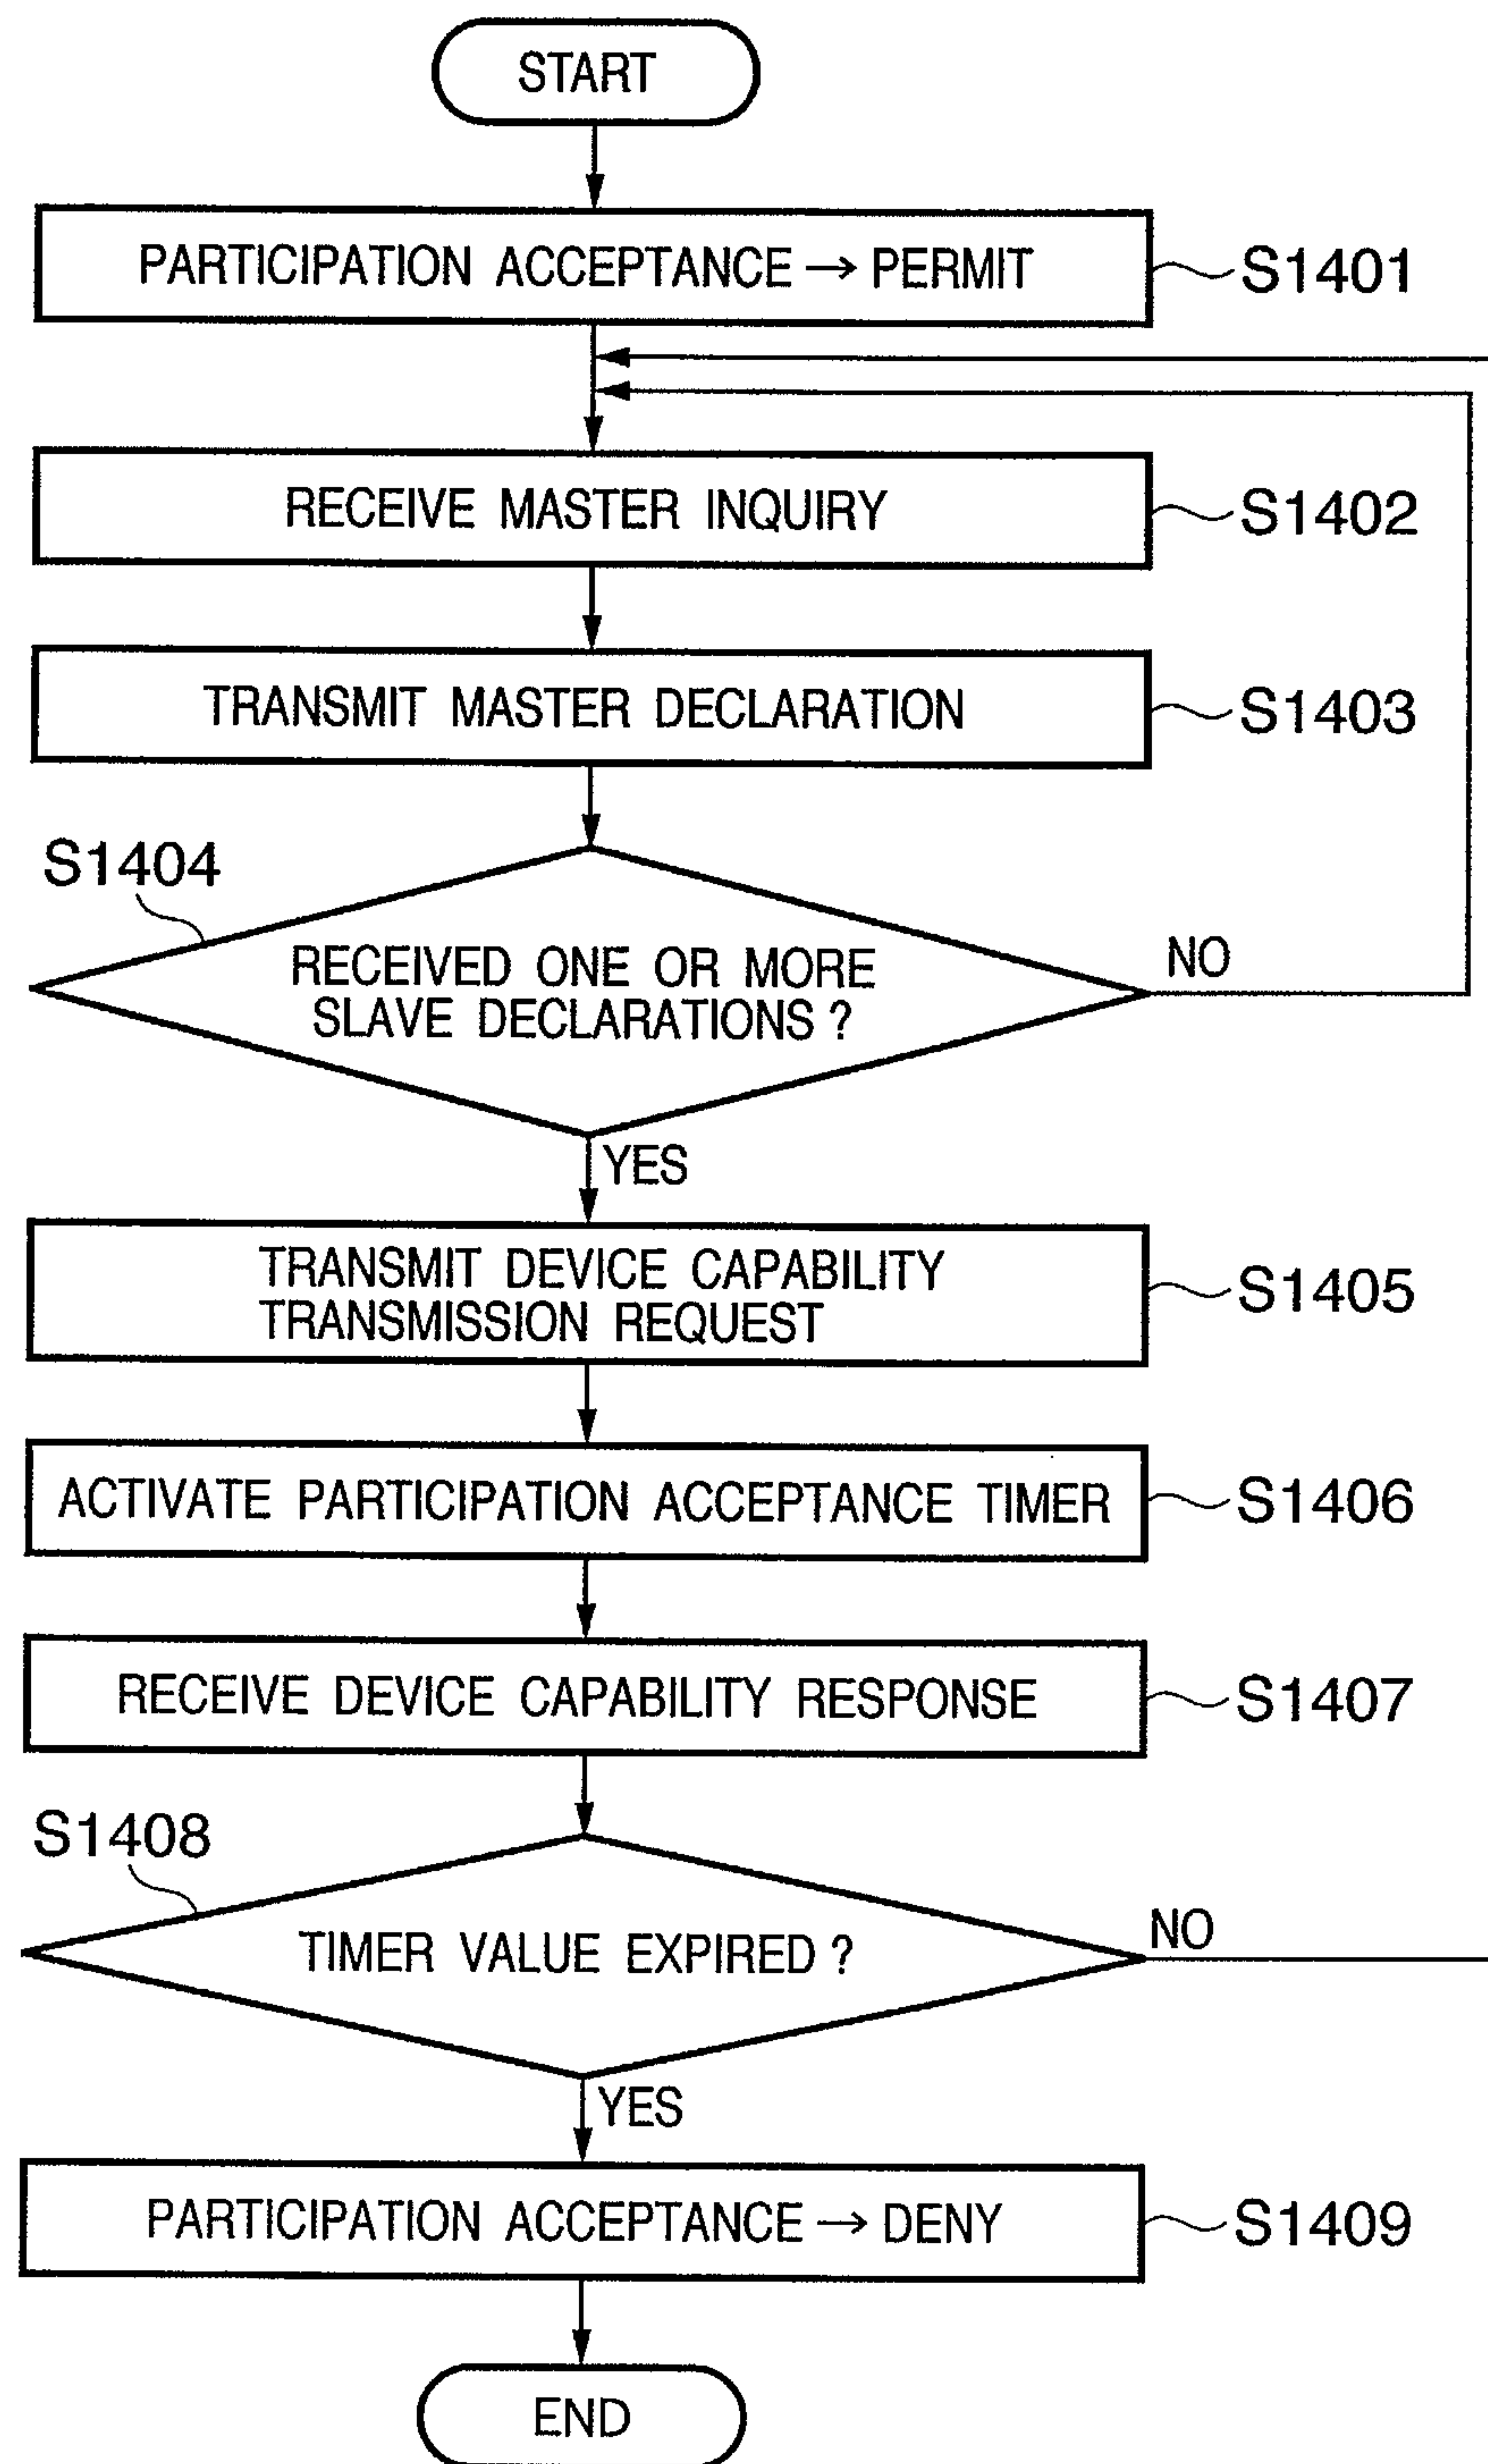 START
PARTICIPATION ACCEPTANCE → PERMIT
S1401
RECEIVE MASTER INQUIRY
S1402
TRANSMIT MASTER DECLARATION
S1403
S1404
RECEIVED ONE OR MORE
SLAVE DECLARATIONS ?
NO
YES
TRANSMIT DEVICE CAPABILITY
TRANSMISSION REQUEST
S1405
ACTIVATE PARTICIPATION ACCEPTANCE TIMER
S1406
RECEIVE DEVICE CAPABILITY RESPONSE
S1407
S1408
TIMER VALUE EXPIRED ?
NO
YES
PARTICIPATION ACCEPTANCE → DENY
S1409
END